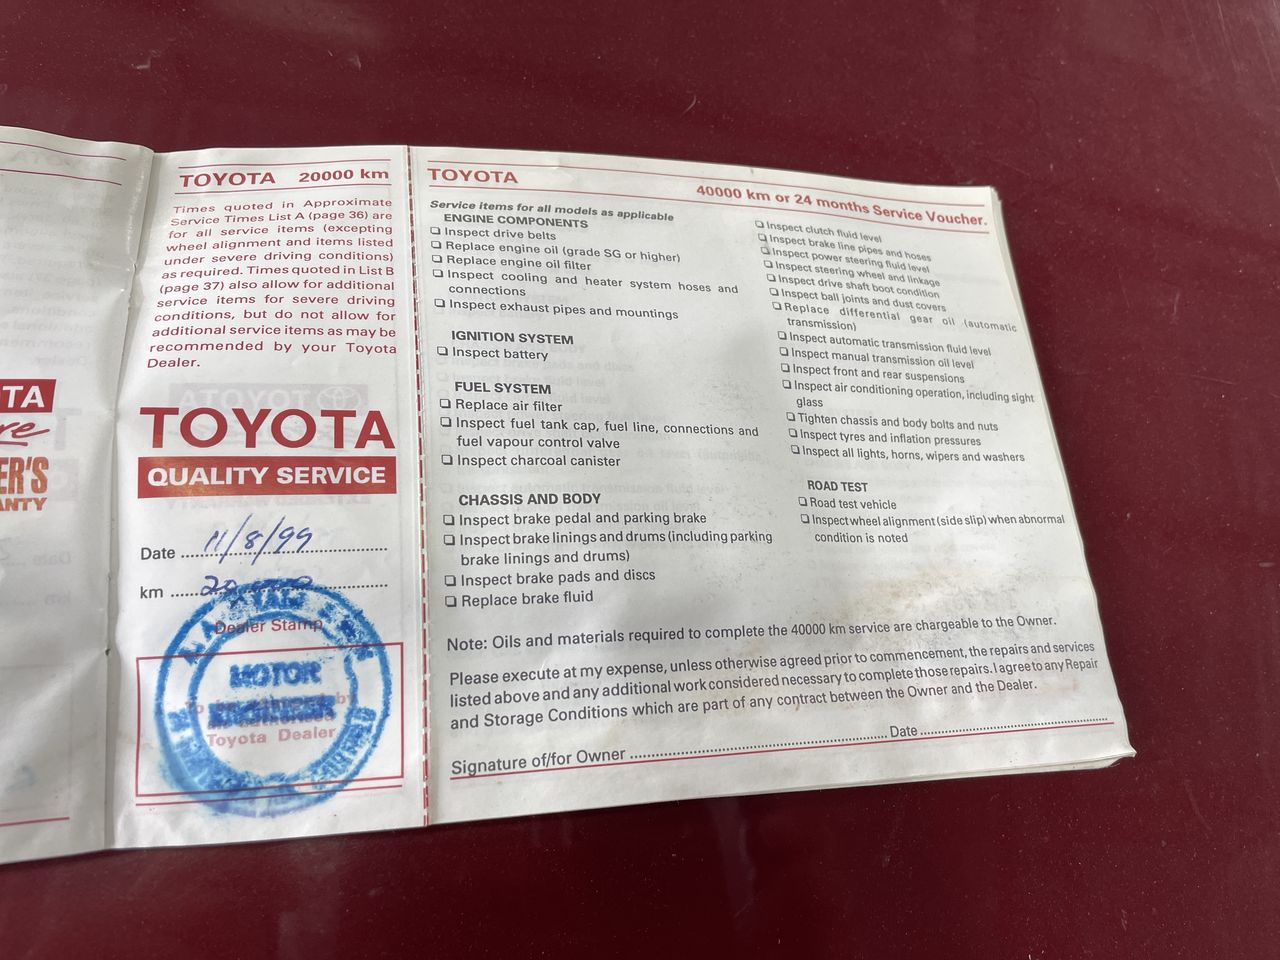 TA
re
ER'S
ANTY
TOYOTA 20000 km
Times quoted in Approximate
Service Times List A (page 36) are
for all service items (excepting
wheel alignment and items listed
under severe driving conditions)
as required. Times quoted in List B
(page 37) also allow for additional
service items for severe driving
conditions, but do not allow for
additional service items as may be
recommended by your Toyota
Dealer.
TOYOTA
QUALITY SERVICE
Date 11/8/99
km 20,000
Dealer Stamp
MOTOR
Toyota Dealer
TOYOTA
40000 km or 24 months Service Voucher.
Service items for all models as applicable
ENGINE COMPONENTS
❏ Inspect drive belts
❏ Replace engine oil (grade SG or higher)
❏ Replace engine oil filter
❏ Inspect cooling and heater system hoses and
connections
❏ Inspect exhaust pipes and mountings
IGNITION SYSTEM
❏ Inspect battery
FUEL SYSTEM
❏ Replace air filter
❏ Inspect fuel tank cap, fuel line, connections and
fuel vapour control valve
❏ Inspect charcoal canister
CHASSIS AND BODY
❏ Inspect brake pedal and parking brake
❏ Inspect brake linings and drums (including parking
brake linings and drums)
❏ Inspect brake pads and discs
❏ Replace brake fluid
❏ Inspect clutch fluid level
❏ Inspect brake line pipes and hoses
❏ Inspect power steering fluid level
❏ Inspect steering wheel and linkage
❏ Inspect drive shaft boot condition
❏ Inspect ball joints and dust covers
❏ Replace differential gear oil (automatic
transmission)
❏ Inspect automatic transmission fluid level
❏ Inspect manual transmission oil level
❏ Inspect front and rear suspensions
❏ Inspect air conditioning operation, including sight
glass
❏ Tighten chassis and body bolts and nuts
❏ Inspect tyres and inflation pressures
❏ Inspect all lights, horns, wipers and washers
ROAD TEST
❏ Road test vehicle
❏ Inspect wheel alignment (side slip) when abnormal
condition is noted
Note: Oils and materials required to complete the 40000 km service are chargeable to the Owner.
Please execute at my expense, unless otherwise agreed prior to commencement, the repairs and services
listed above and any additional work considered necessary to complete those repairs. I agree to any Repair
and Storage Conditions which are part of any contract between the Owner and the Dealer.
Signature of/for Owner Date